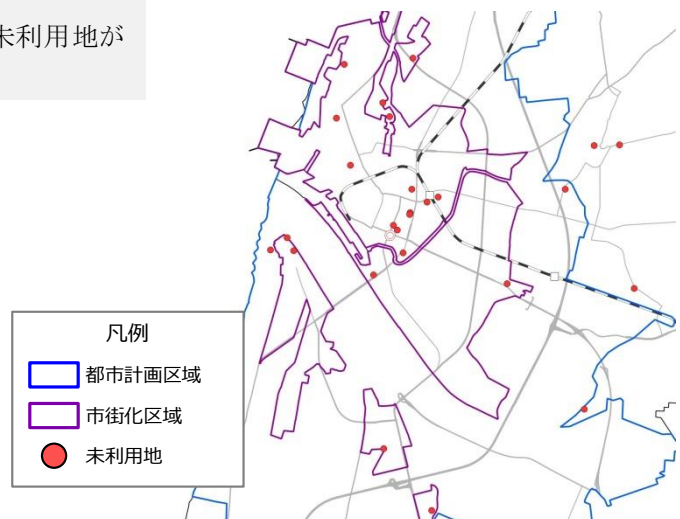 未利用地が
凡例
都市計画区域
市街化区域
未利用地